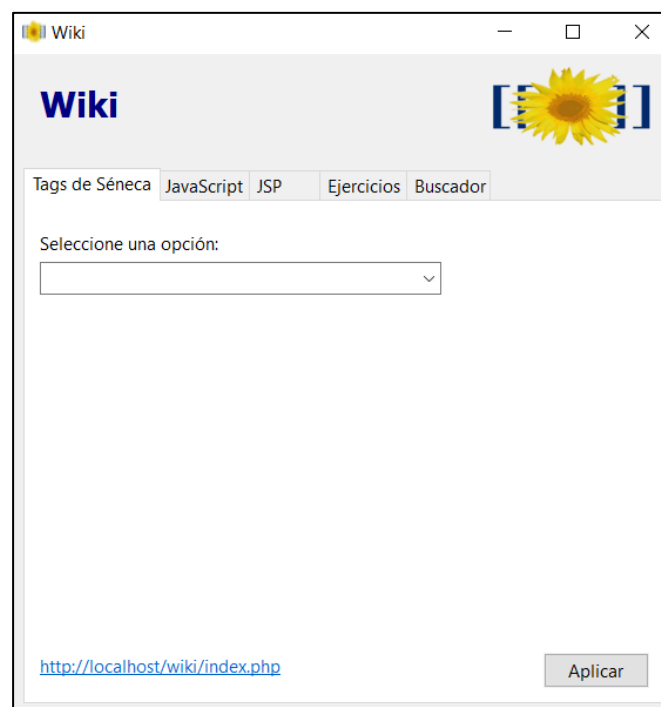 Wiki
Wiki
Tags de Séneca JavaScript JSP Ejercicios Buscador
Seleccione una opción:
http://localhost/wiki/index.php Aplicar